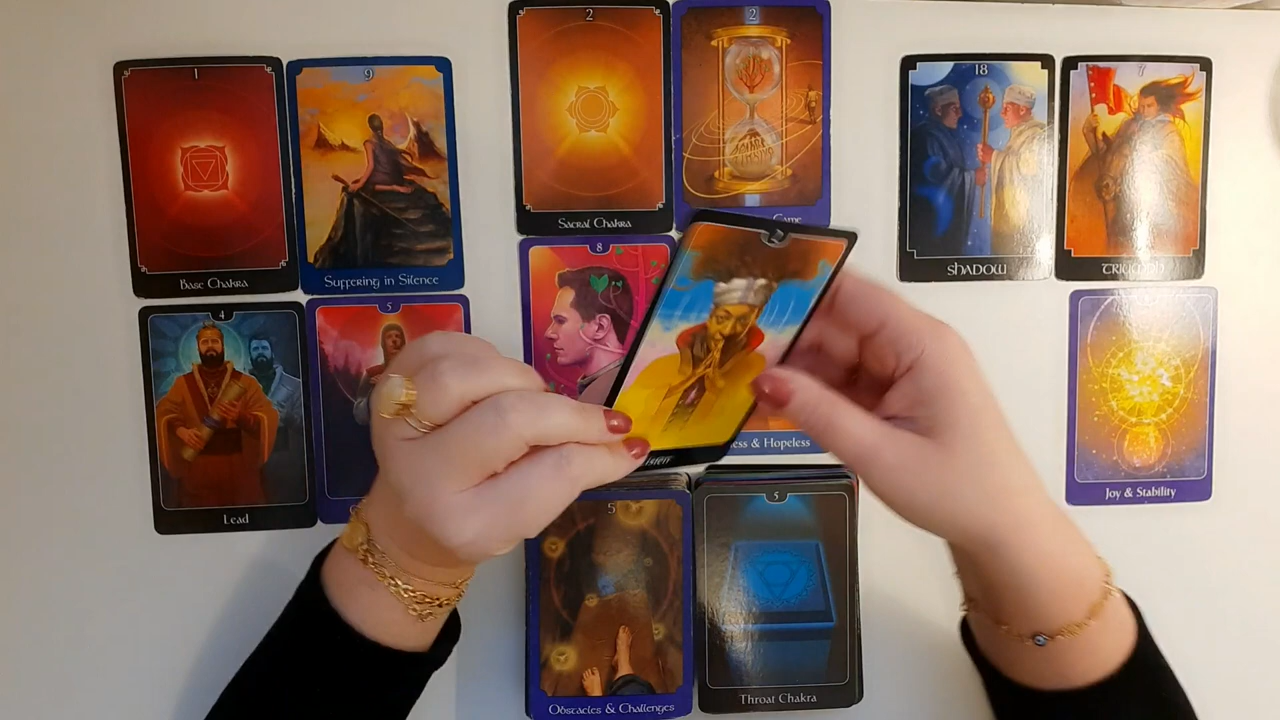 1
Base Chakra
9
Suffering in Silence
2
Sacral Chakra
2
Game
18
SHADOW
7
TRIUMPH
4
Lead
5
8
2
ess & Hopeless
Joy & Stability
5
Obstacles & Challenges
5
Throat Chakra